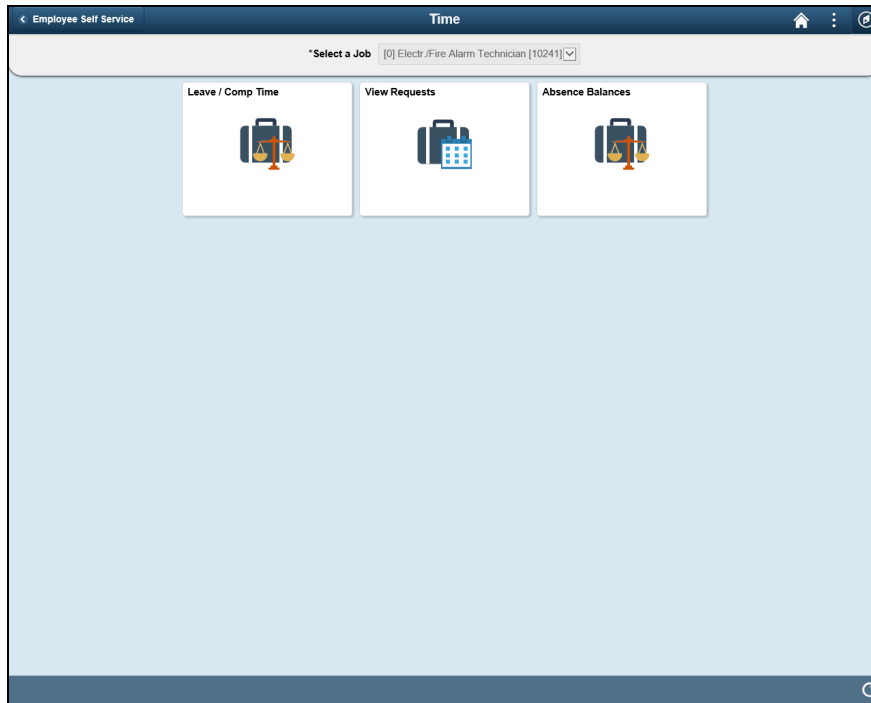 Employee Self Service
Time
*Select a Job [0] Electr./Fire Alarm Technician [10241]
Leave / Comp Time
View Requests
Absence Balances